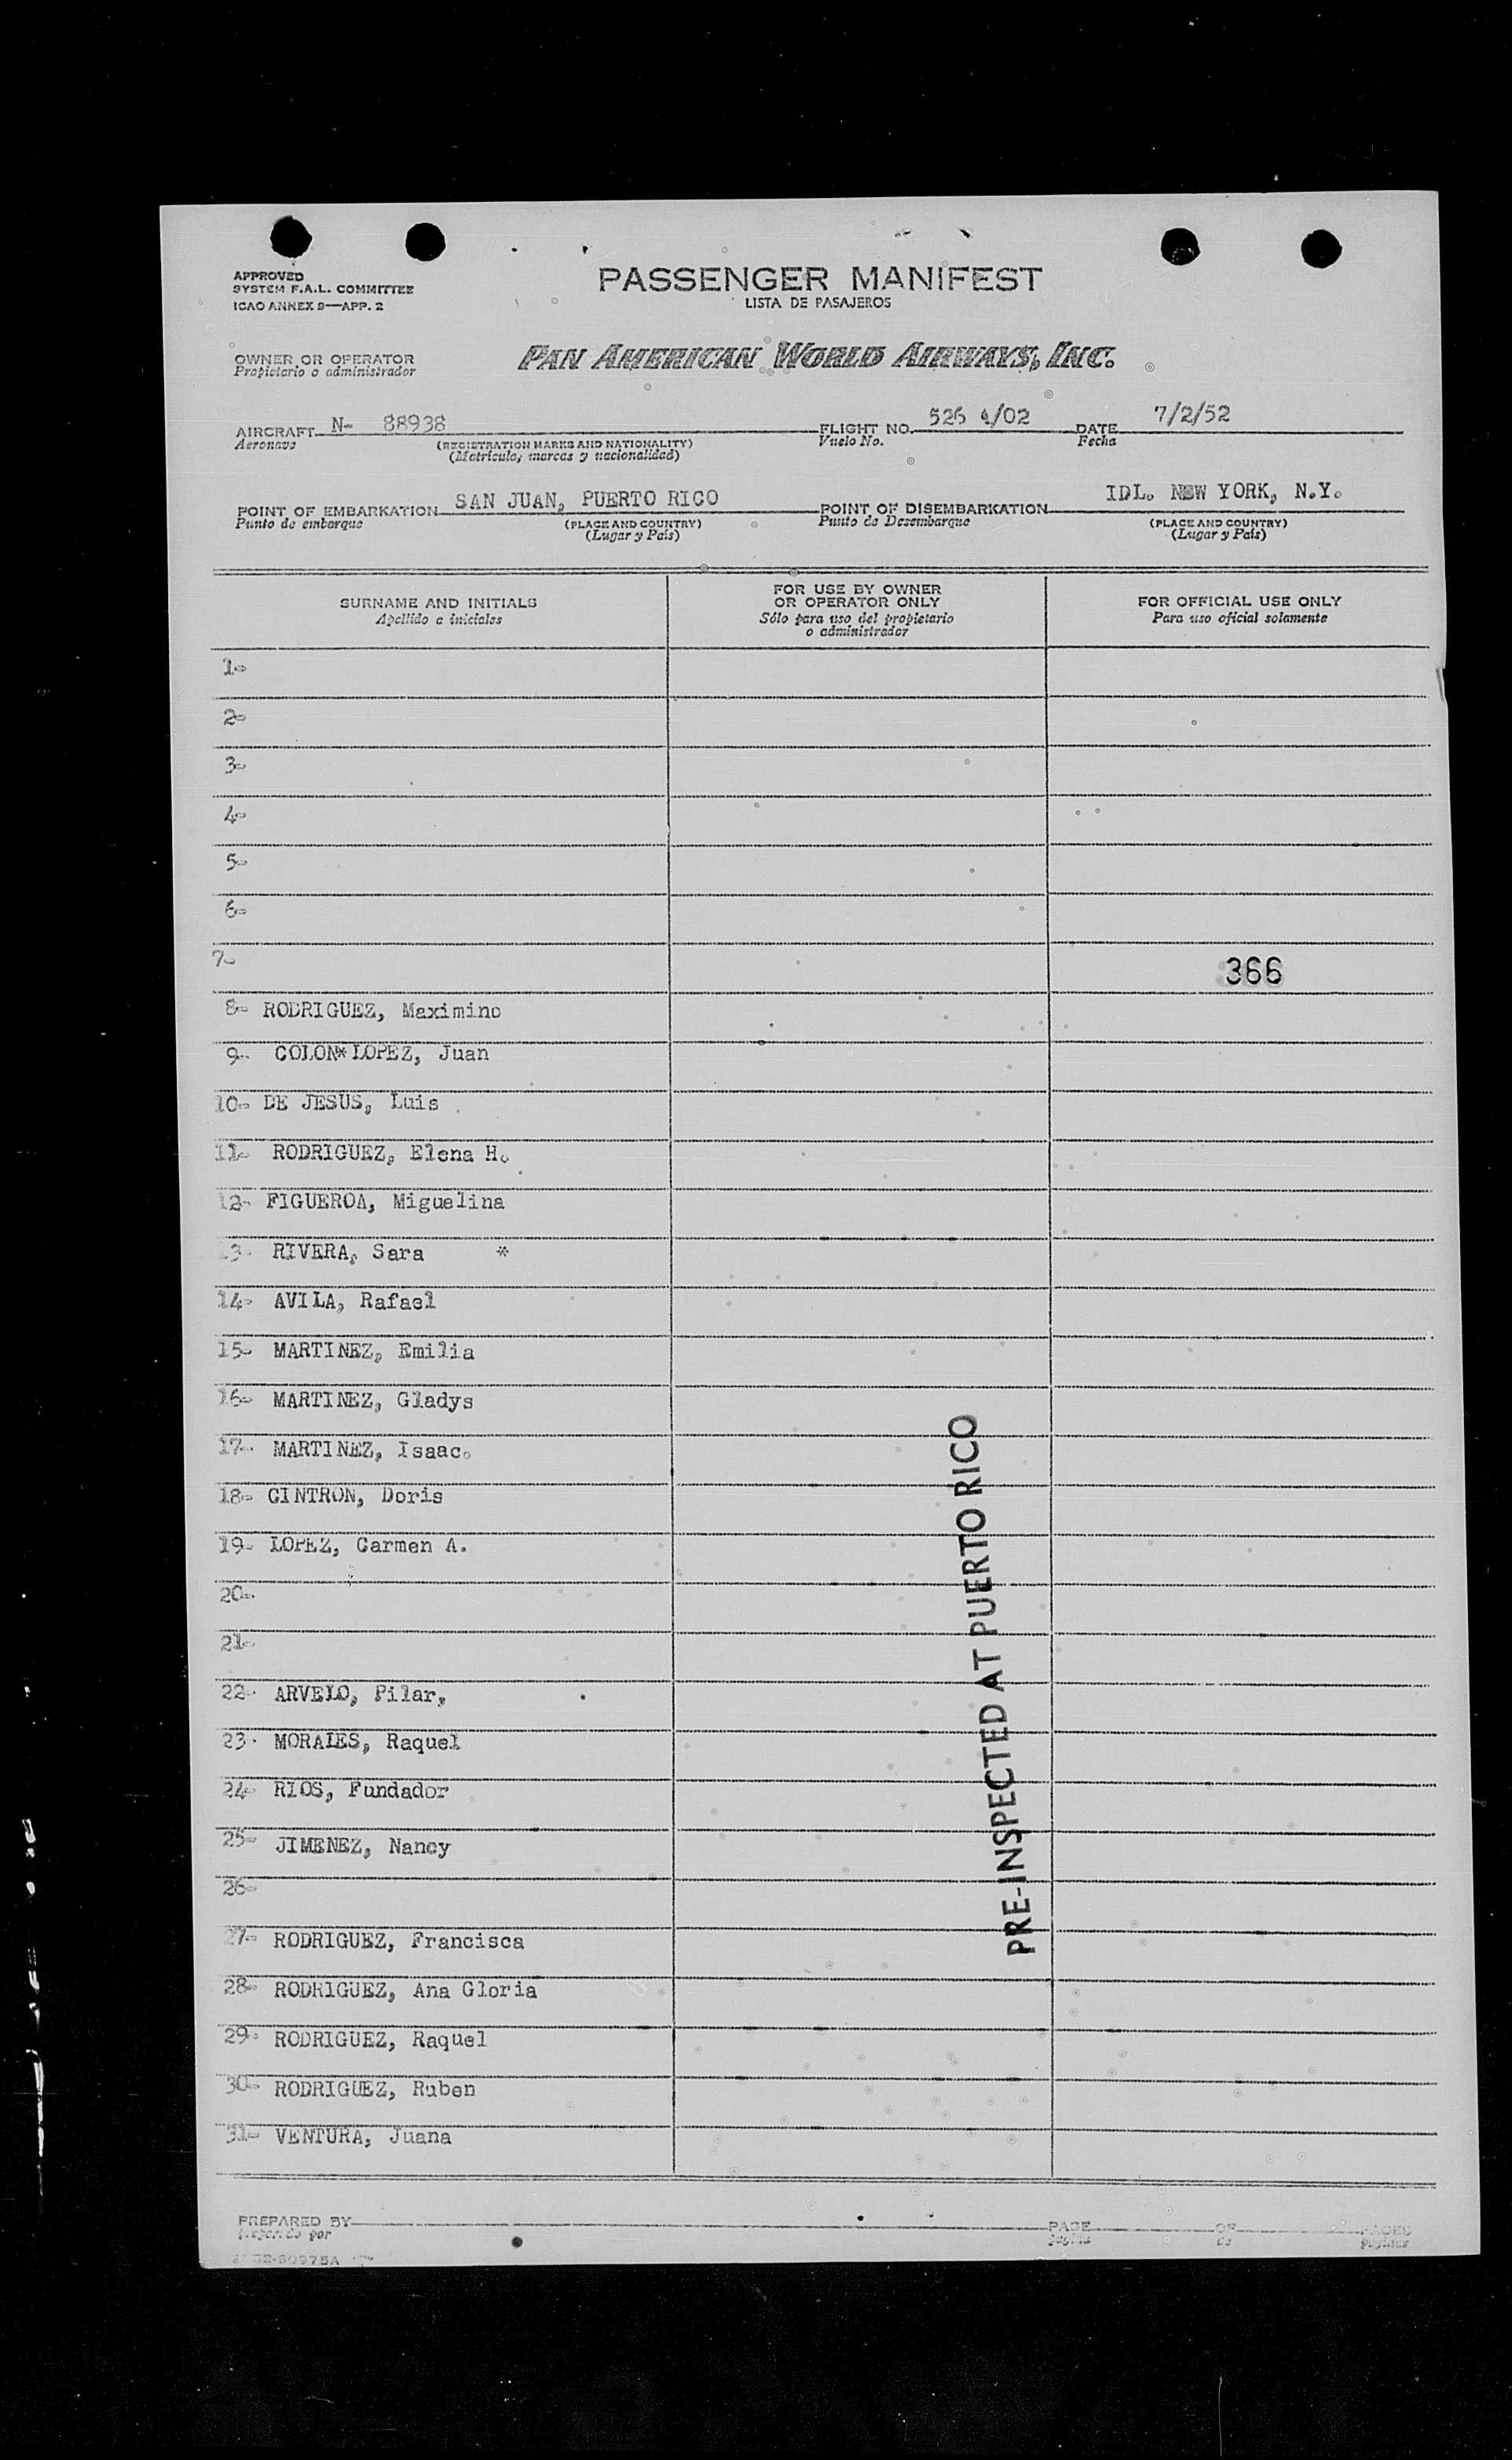 APPROVED
SYSTEM F.A.L. COMMITTEE
ICAO ANNEX 9—APP. 2
PASSENGER MANIFEST
LISTA DE PASAJEROS
OWNER OR OPERATOR
Propietario o administrador
PAN AMERICAN WORLD AIRWAYS, INC.
AIRCRAFT N- 88938
Aeronave
(REGISTRATION MARKS AND NATIONALITY)
(Matrícula, marcas y nacionalidad)
FLIGHT NO. 526 4/02
Vuelo No.
DATE 7/2/52
Fecha
POINT OF EMBARKATION SAN JUAN, PUERTO RICO
Punto de embarque
(PLACE AND COUNTRY)
(Lugar y País)
POINT OF DISEMBARKATION IDL. NEW YORK, N.Y.
Punto de Desembarque
(PLACE AND COUNTRY)
(Lugar y País)
SURNAME AND INITIALS
Apellido e iniciales
FOR USE BY OWNER
OR OPERATOR ONLY
Sólo para uso del propietario
o administrador
FOR OFFICIAL USE ONLY
Para uso oficial solamente
1-
2-
3-
4-
5-
6-
7-
366
8- RODRIGUEZ, Maximino
9- COLON*LOPEZ, Juan
10- DE JESUS, Luis
11- RODRIGUEZ, Elena H.
12- FIGUEROA, Miguelina
13- RIVERA, Sara *
14- AVILA, Rafael
15- MARTINEZ, Emilia
16- MARTINEZ, Gladys
17- MARTINEZ, Isaac.
18- CINTRON, Doris
19- LOPEZ, Carmen A.
20-
21-
22- ARVELO, Pilar,
23- MORALES, Raquel
24- RIOS, Fundador
25- JIMENEZ, Nancy
26-
27- RODRIGUEZ, Francisca
28- RODRIGUEZ, Ana Gloria
29- RODRIGUEZ, Raquel
30- RODRIGUEZ, Ruben
31- VENTURA, Juana
PRE-INSPECTED AT PUERTO RICO
PREPARED BY
Preparado por
PAGE OF PAGES
página de páginas